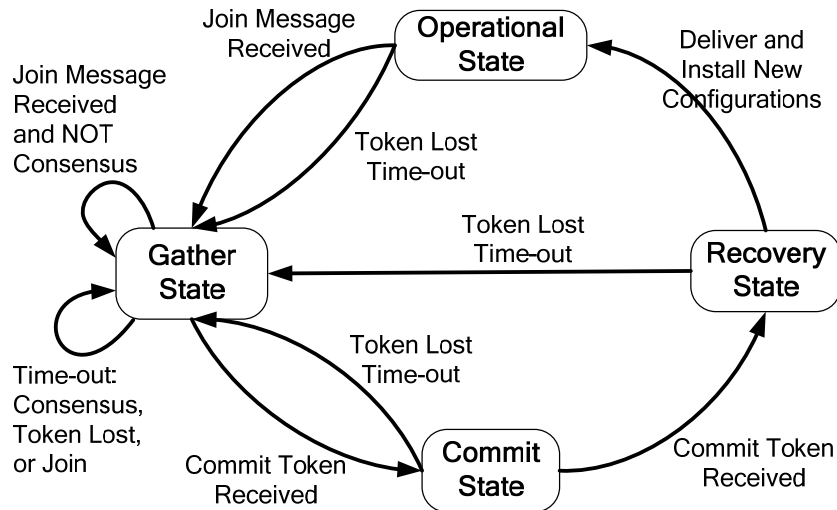 Join Message
Received
Operational
State
Deliver and
Install New
Configurations
Join Message
Received
and NOT
Consensus
Token Lost
Time-out
Token Lost
Time-out
Gather
State
Recovery
State
Token Lost
Time-out
Time-out:
Consensus,
Token Lost,
or Join
Commit Token
Received
Commit
State
Commit Token
Received